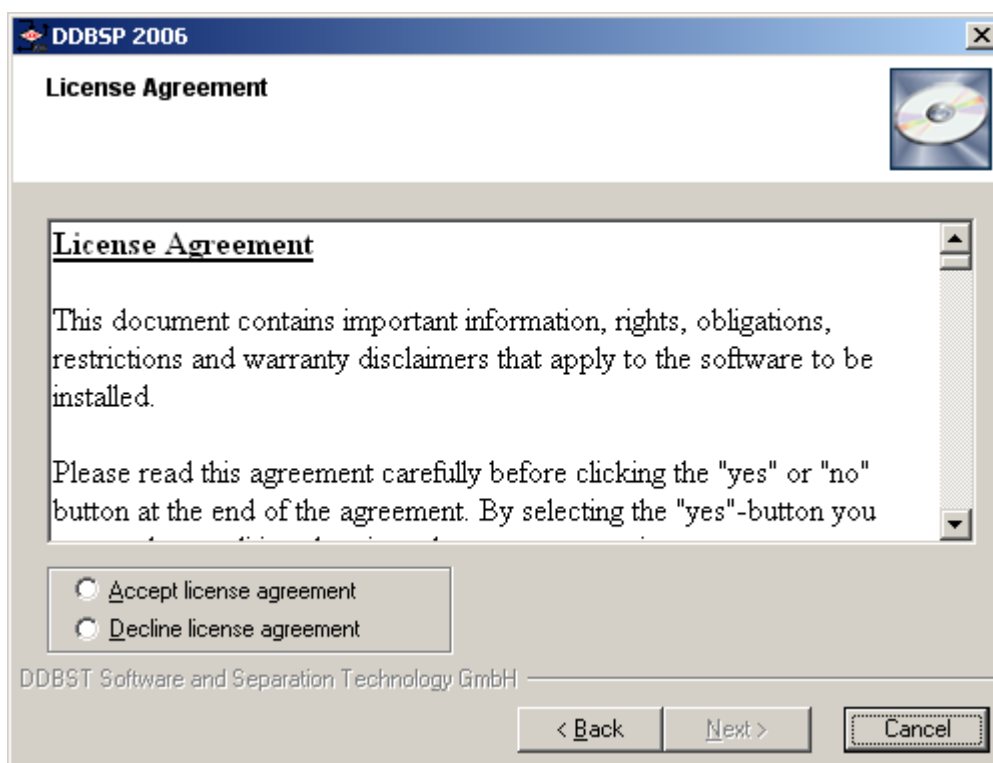 DDBSP 2006
License Agreement
License Agreement
This document contains important information, rights, obligations,
restrictions and warranty disclaimers that apply to the software to be
installed.
Please read this agreement carefully before clicking the "yes" or "no"
button at the end of the agreement. By selecting the "yes"-button you
Accept license agreement
Decline license agreement
DDBST Software and Separation Technology GmbH
< Back
Next >
Cancel